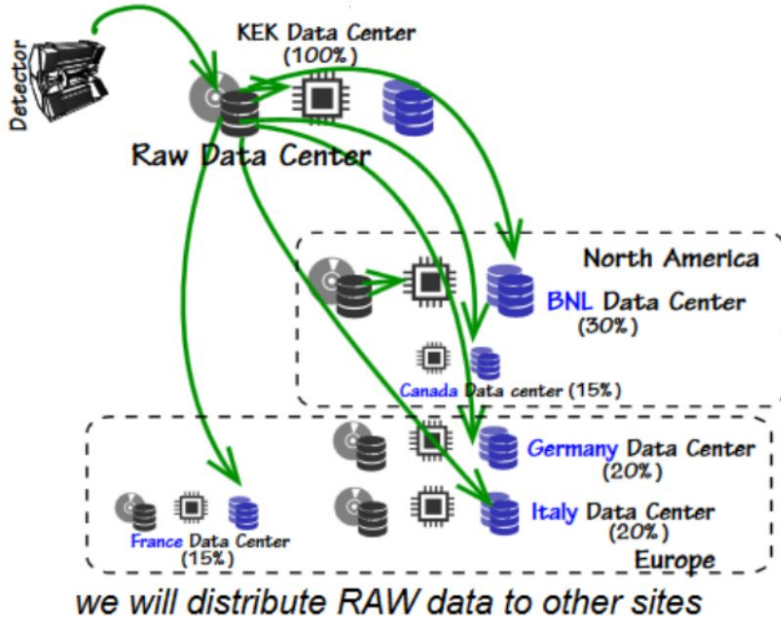 Detector
KEK Data Center
(100%)
Raw Data Center
North America
BNL Data Center
(30%)
Canada Data center (15%)
Germany Data Center
(20%)
Italy Data Center
(20%)
France Data Center
(15%)
Europe
we will distribute RAW data to other sites